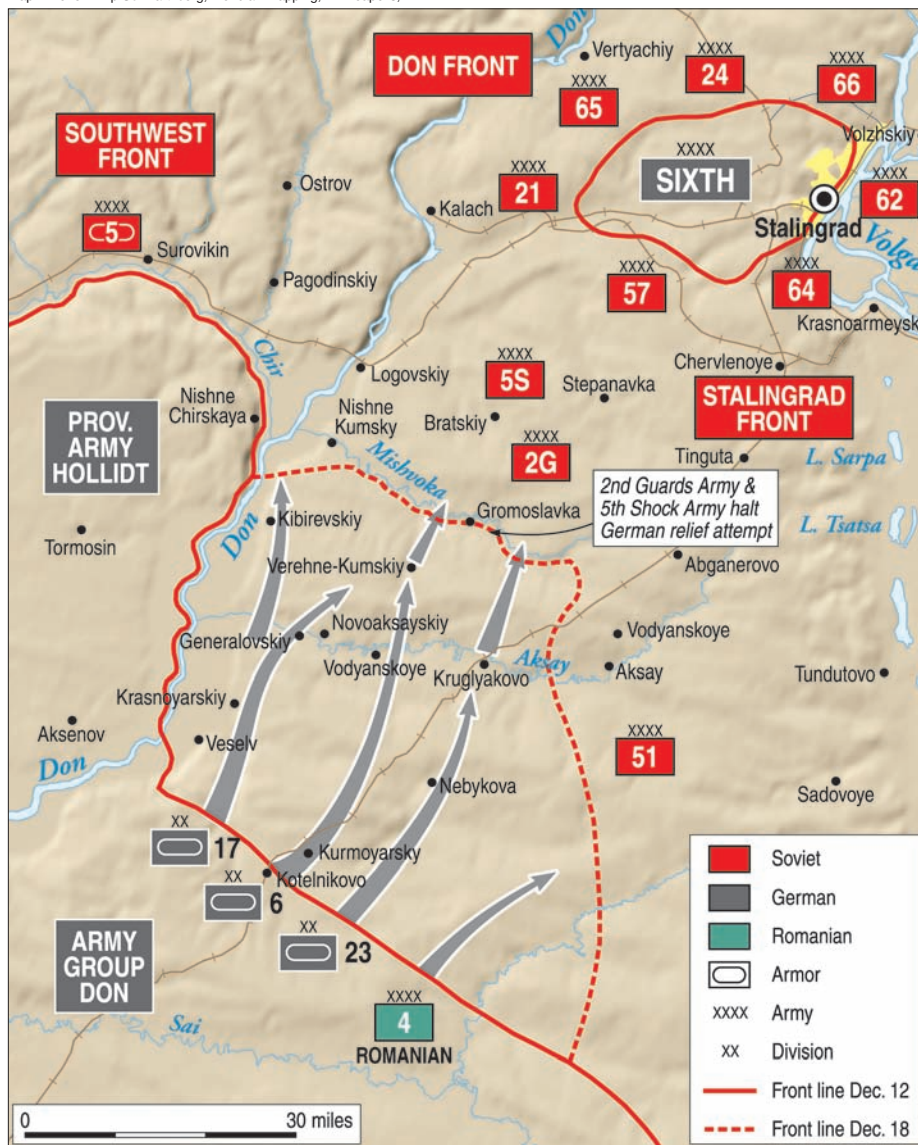 Don
XXXX
Vertyachiy
24
XXXX
66
DON FRONT
XXXX
65
Volzhskiy
SOUTHWEST
FRONT
XXXX
SIXTH
XXXX
21
XXXX
62
Ostrov
Kalach
Stalingrad
Volga
XXXX
5
Surovikin
Pagodinskiy
XXXX
57
XXXX
64
Krasnoarmeysk
Chir
Logovskiy
XXXX
5S
Stepanavka
Chervlenoye
STALINGRAD
FRONT
PROV.
ARMY
HOLLIDT
Nishne
Chirskaya
Nishne
Kumsky
Bratskiy
XXXX
2G
Mishvoka
Tinguta
L. Sarpa
2nd Guards Army &
5th Shock Army halt
German relief attempt
Gromoslavka
L. Tsatsa
Kibirevskiy
Don
Tormosin
Verehne-Kumskiy
Abganerovo
Novoaksayskiy
Generalovskiy
Vodyanskoye
Vodyanskoye
Aksay
Kruglyakovo
Aksay
Tundutovo
Krasnoyarskiy
Aksenov
Veselv
Don
XXXX
51
Nebykova
Sadovoye
XX
17
Kurmoyarsky
Kotelnikovo
XX
6
XX
23
ARMY
GROUP
DON
Sai
XXXX
4
ROMANIAN
Soviet
German
Romanian
Armor
XXXX Army
XX Division
Front line Dec. 12
Front line Dec. 18
0 30 miles